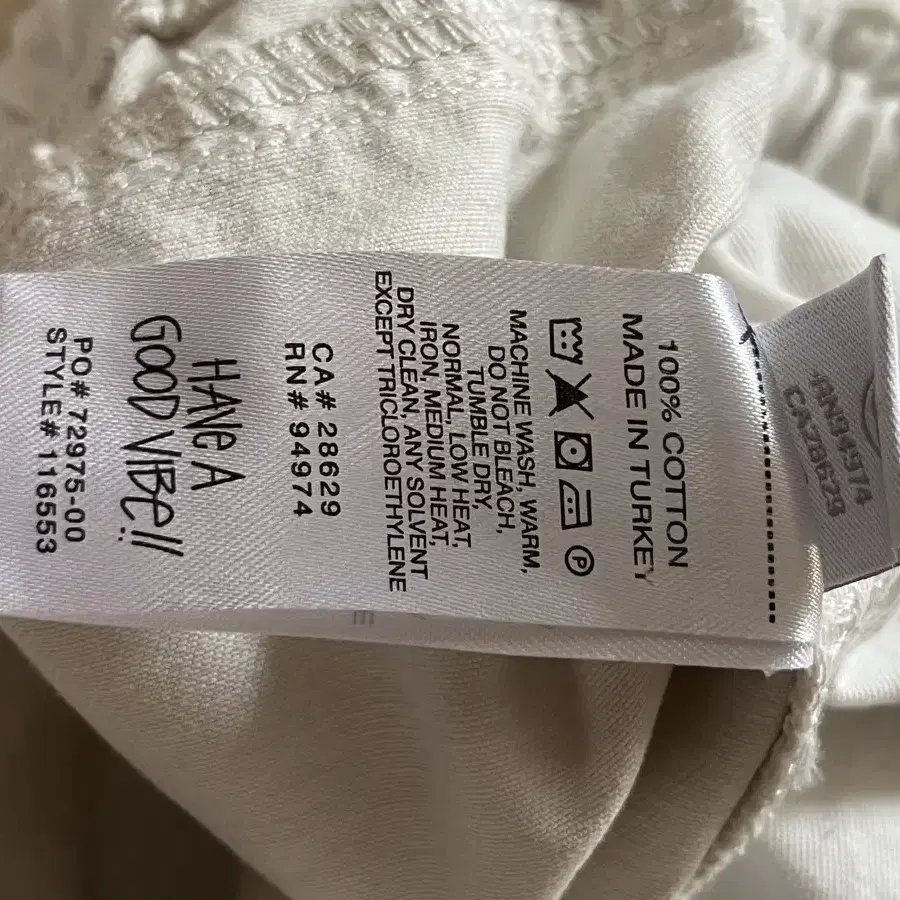 100% COTTON
MADE IN TURKEY
P
MACHINE WASH, WARM,
DO NOT BLEACH,
TUMBLE DRY,
NORMAL, LOW HEAT,
IRON, MEDIUM HEAT,
DRY CLEAN, ANY SOLVENT
EXCEPT TRICLOROETHYLENE
CA# 28629
RN# 94974
HAVE A
GOOD VIBE!!
PO# 72975-00
STYLE# 116553
CA28629